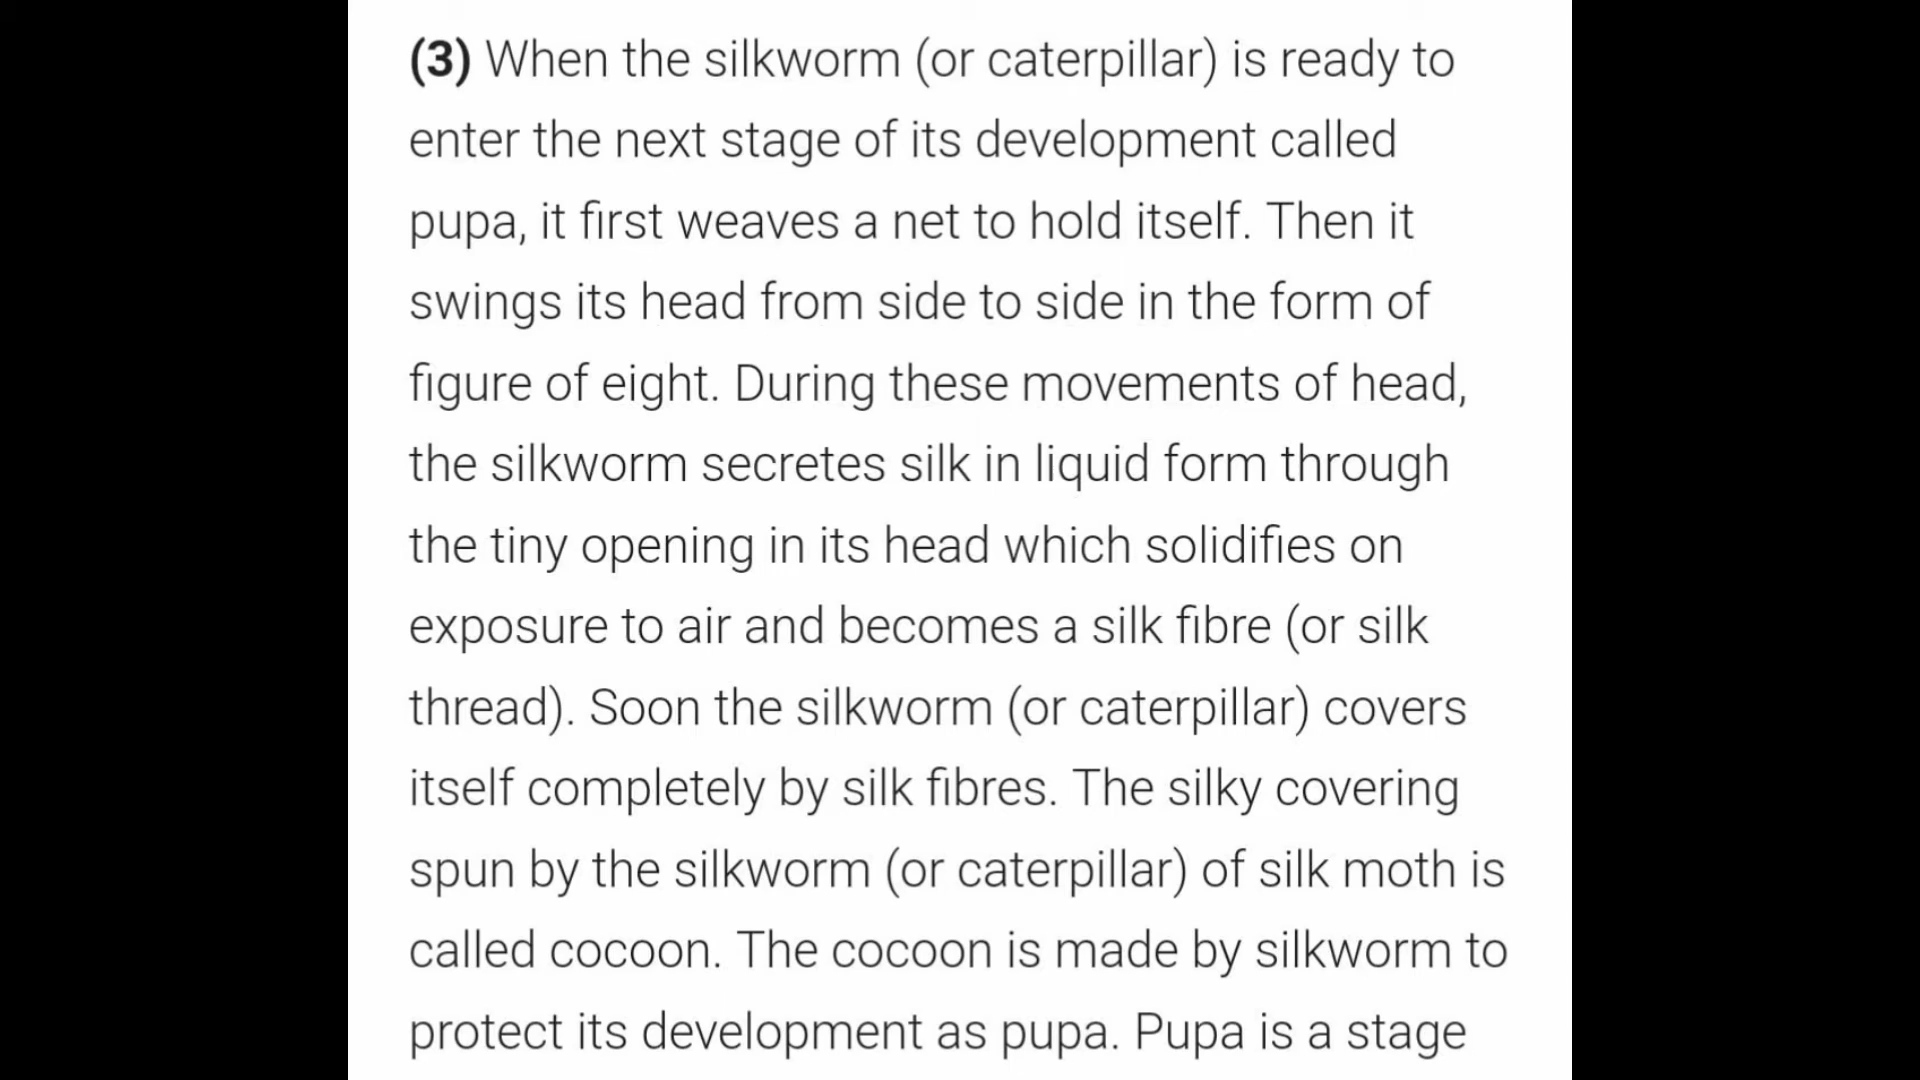 (3) When the silkworm (or caterpillar) is ready to
enter the next stage of its development called
pupa, it first weaves a net to hold itself. Then it
swings its head from side to side in the form of
figure of eight. During these movements of head,
the silkworm secretes silk in liquid form through
the tiny opening in its head which solidifies on
exposure to air and becomes a silk fibre (or silk
thread). Soon the silkworm (or caterpillar) covers
itself completely by silk fibres. The silky covering
spun by the silkworm (or caterpillar) of silk moth is
called cocoon. The cocoon is made by silkworm to
protect its development as pupa. Pupa is a stage